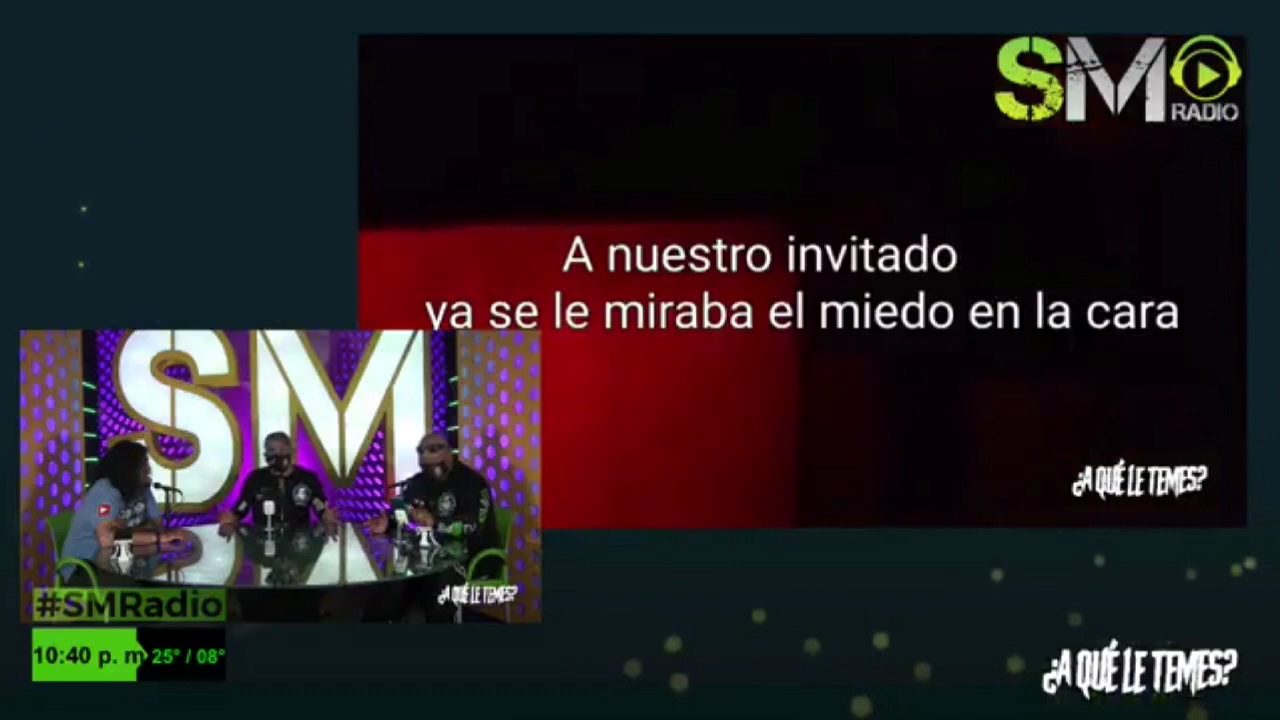 SM
RADIO
A nuestro invitado
ya se le miraba el miedo en la cara
¿A QUÉ LE TEMES?
SM
¿A QUÉ LE TEMES?
#SMRadio
10:40 p. m
25° / 08°
¿A QUÉ LE TEMES?